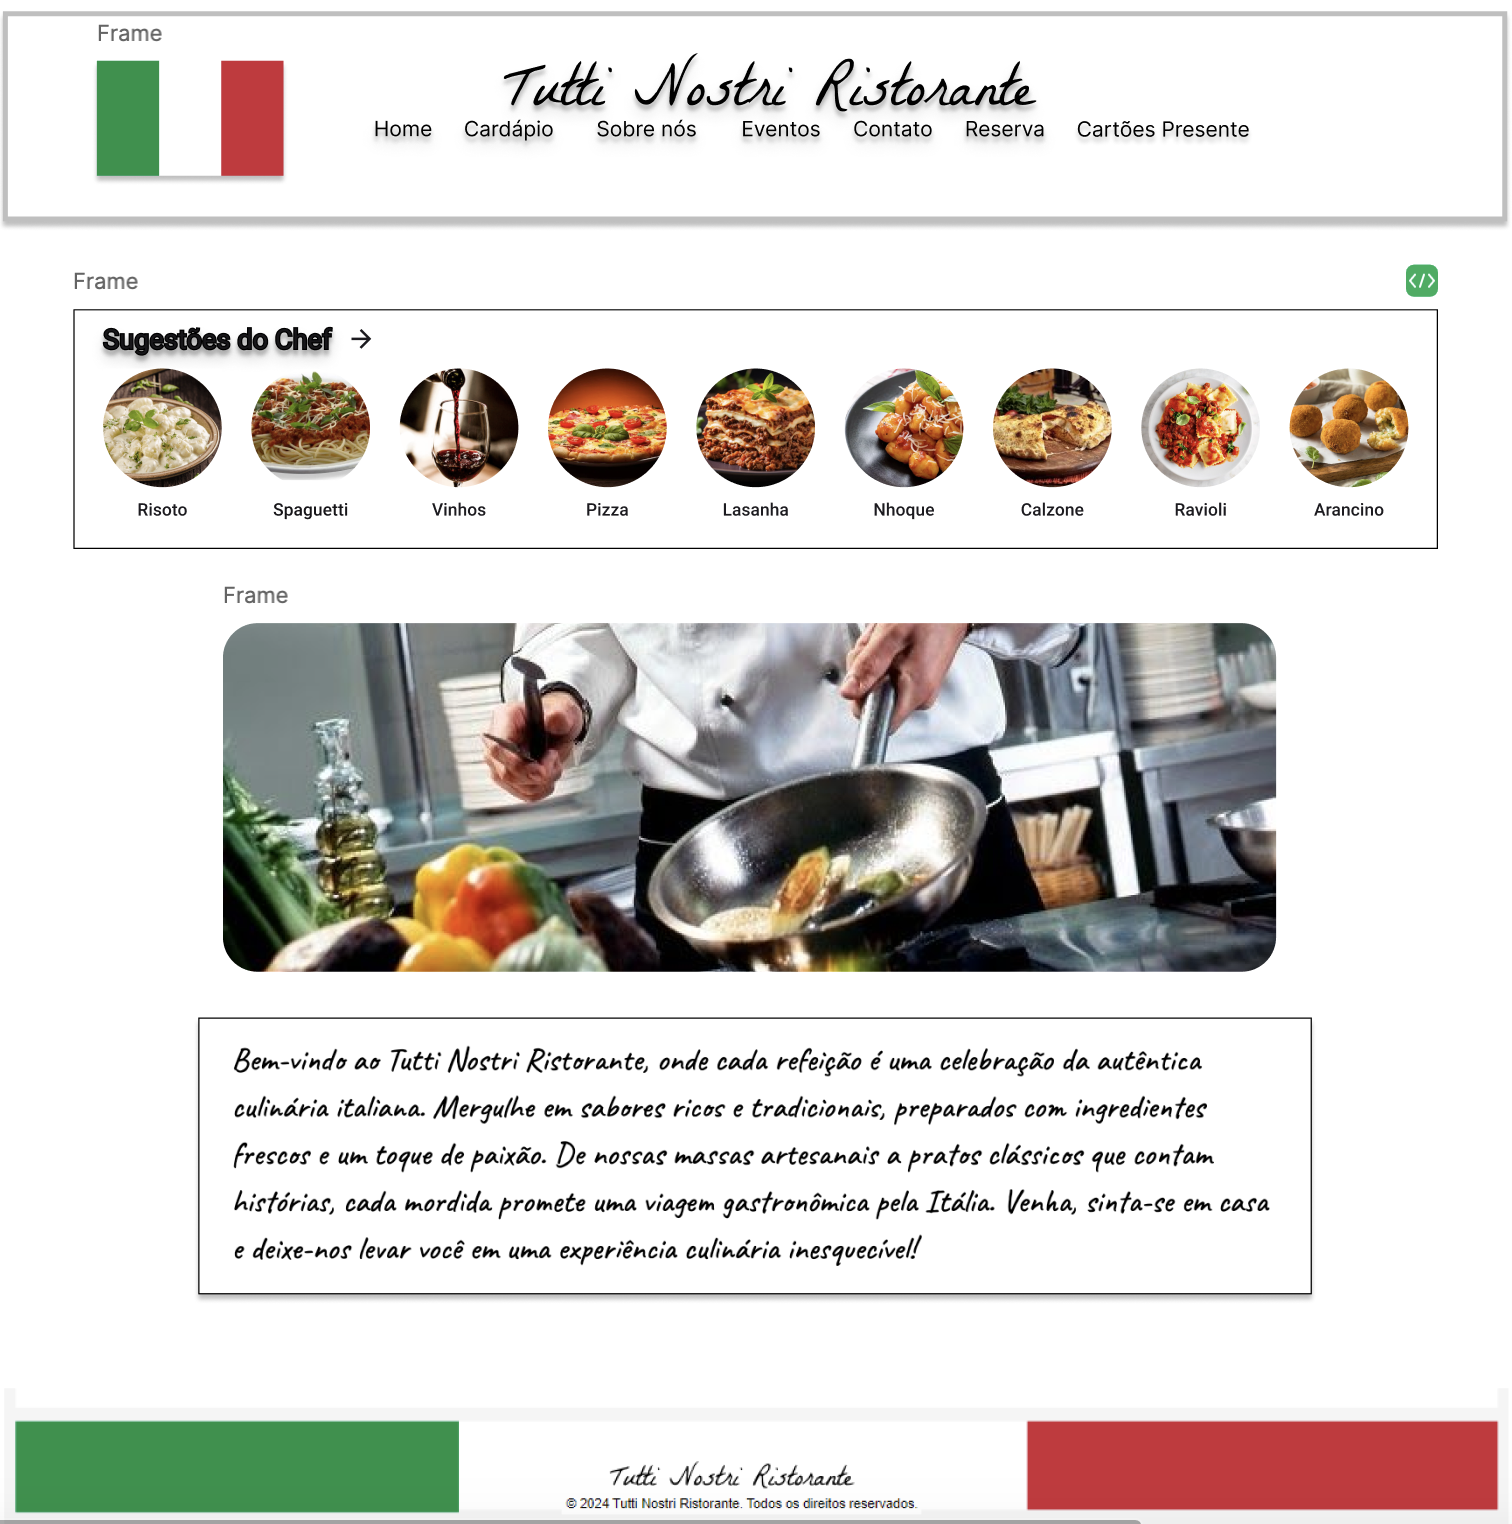 Frame
Tutti Nostri Ristorante
Home Cardápio Sobre nós Eventos Contato Reserva Cartões Presente
Frame
</>
Sugestões do Chef →
Risoto Spaguetti Vinhos Pizza Lasanha Nhoque Calzone Ravioli Arancino
Frame
Bem-vindo ao Tutti Nostri Ristorante, onde cada refeição é uma celebração da autêntica
culinária italiana. Mergulhe em sabores ricos e tradicionais, preparados com ingredientes
frescos e um toque de paixão. De nossas massas artesanais a pratos clássicos que contam
histórias, cada mordida promete uma viagem gastronômica pela Itália. Venha, sinta-se em casa
e deixe-nos levar você em uma experiência culinária inesquecível!
Tutti Nostri Ristorante
© 2024 Tutti Nostri Ristorante. Todos os direitos reservados.